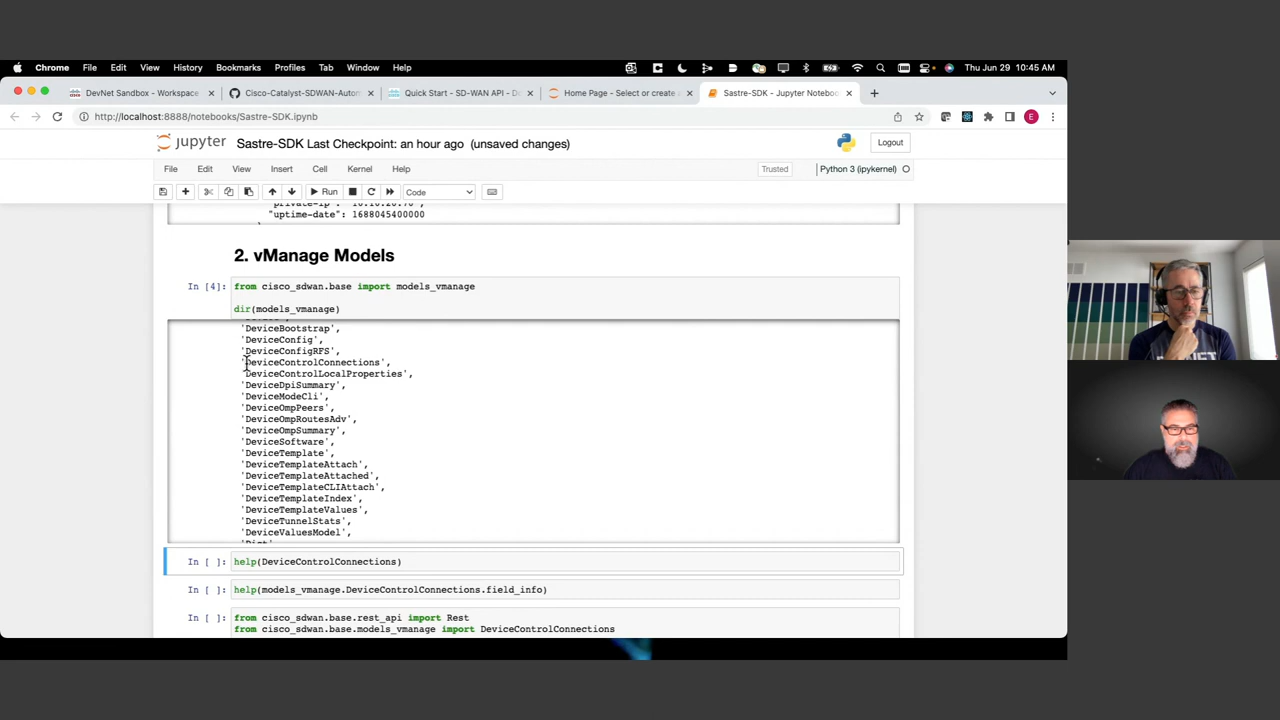 Chrome File Edit View History Bookmarks Profiles Tab Window Help Thu Jun 29 10:45 AM
DevNet Sandbox - Workspace Cisco-Catalyst-SDWAN-Autom Quick Start - SD-WAN API - Do Home Page - Select or create a Sastre-SDK - Jupyter Notebook
http://localhost:8888/notebooks/Sastre-SDK.ipynb E
jupyter Sastre-SDK Last Checkpoint: an hour ago (unsaved changes) Logout
File Edit View Insert Cell Kernel Help Trusted Python 3 (ipykernel)
Run Code
"uptime-date": 1688045400000
2. vManage Models
In [4]: from cisco_sdwan.base import models_vmanage
dir(models_vmanage)
'DeviceBootstrap',
'DeviceConfig',
'DeviceConfigRFS',
'DeviceControlConnections',
'DeviceControlLocalProperties',
'DeviceDpiSummary',
'DeviceModeCli',
'DeviceOmpPeers',
'DeviceOmpRoutesAdv',
'DeviceOmpSummary',
'DeviceSoftware',
'DeviceTemplate',
'DeviceTemplateAttach',
'DeviceTemplateAttached',
'DeviceTemplateCLIAttach',
'DeviceTemplateIndex',
'DeviceTemplateValues',
'DeviceTunnelStats',
'DeviceValuesModel',
In [ ]: help(DeviceControlConnections)
In [ ]: help(models_vmanage.DeviceControlConnections.field_info)
In [ ]: from cisco_sdwan.base.rest_api import Rest
from cisco_sdwan.base.models_vmanage import DeviceControlConnections